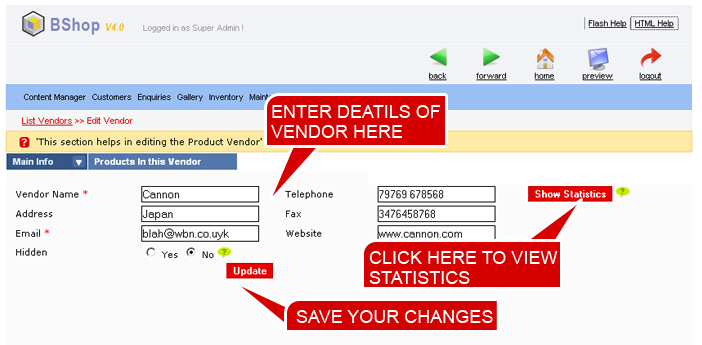 BShop V4.0
Logged in as Super Admin !
Flash Help
HTML Help
back
forward
home
preview
logout
Content Manager Customers Enquiries Gallery Inventory
List Vendors >> Edit Vendor
? 'This section helps in editing the Product Vendor'
ENTER DEATILS OF
VENDOR HERE
Main Info
Products In this Vendor
Vendor Name * Cannon
Telephone 79769 678568
Show Statistics ?
Address Japan
Fax 3476458768
Email * blah@wbn.co.uyk
Website www.cannon.com
Hidden Yes No ?
Update
CLICK HERE TO VIEW
STATISTICS
SAVE YOUR CHANGES